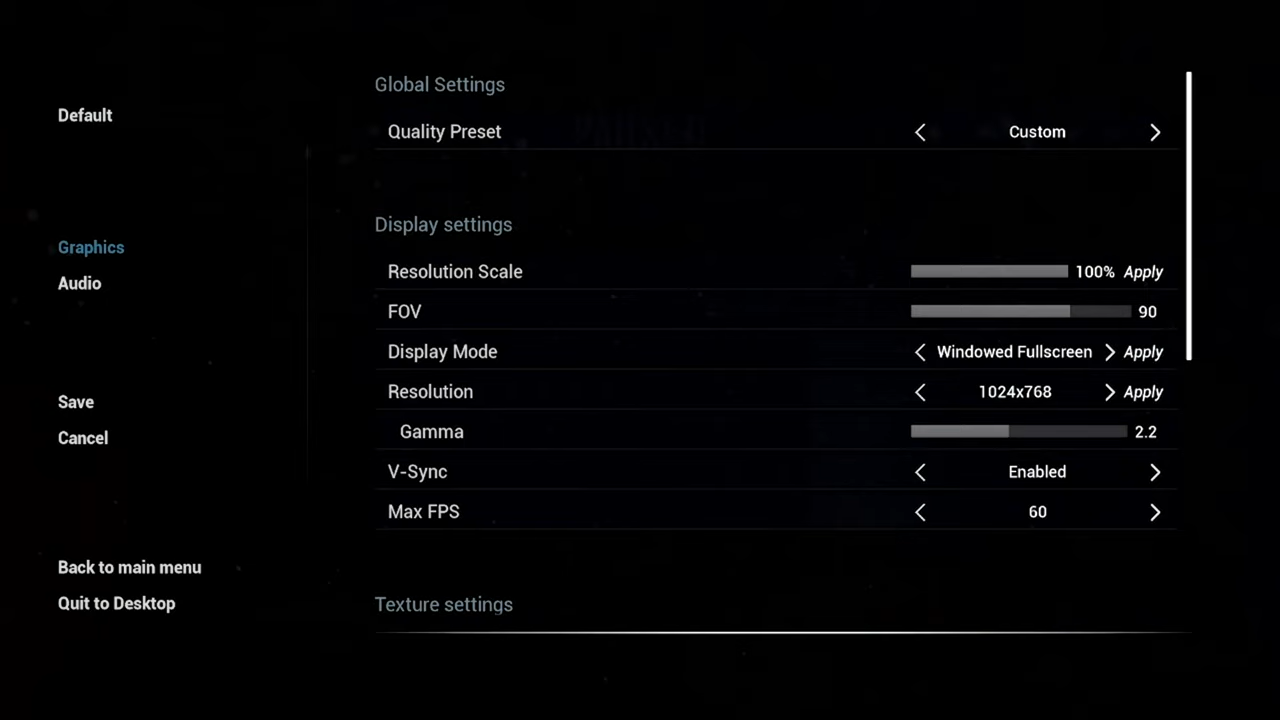 Default
Graphics
Audio
Save
Cancel
Back to main menu
Quit to Desktop
Global Settings
Quality Preset Custom
Display settings
Resolution Scale 100% Apply
FOV 90
Display Mode Windowed Fullscreen Apply
Resolution 1024x768 Apply
Gamma 2.2
V-Sync Enabled
Max FPS 60
Texture settings